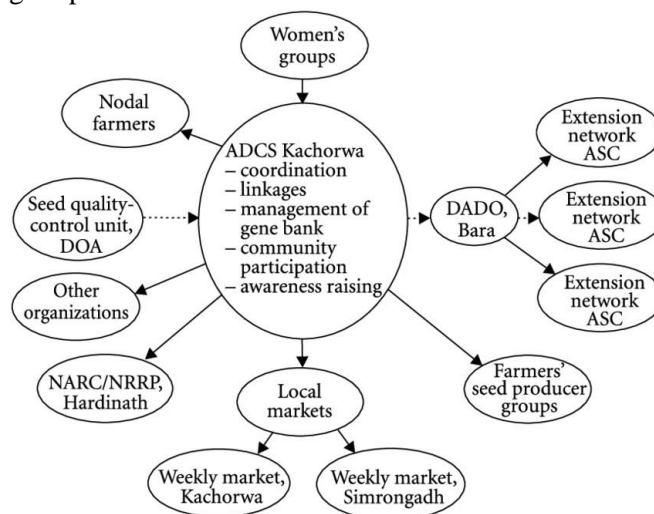 Women's
groups
Nodal
farmers
ADCS Kachorwa
– coordination
– linkages
– management of
gene bank
– community
participation
– awareness raising
Extension
network
ASC
Seed quality-
control unit,
DOA
DADO,
Bara
Extension
network
ASC
Other
organizations
Extension
network
ASC
NARC/NRRP,
Hardinath
Local
markets
Farmers'
seed producer
groups
Weekly market,
Kachorwa
Weekly market,
Simrongadh